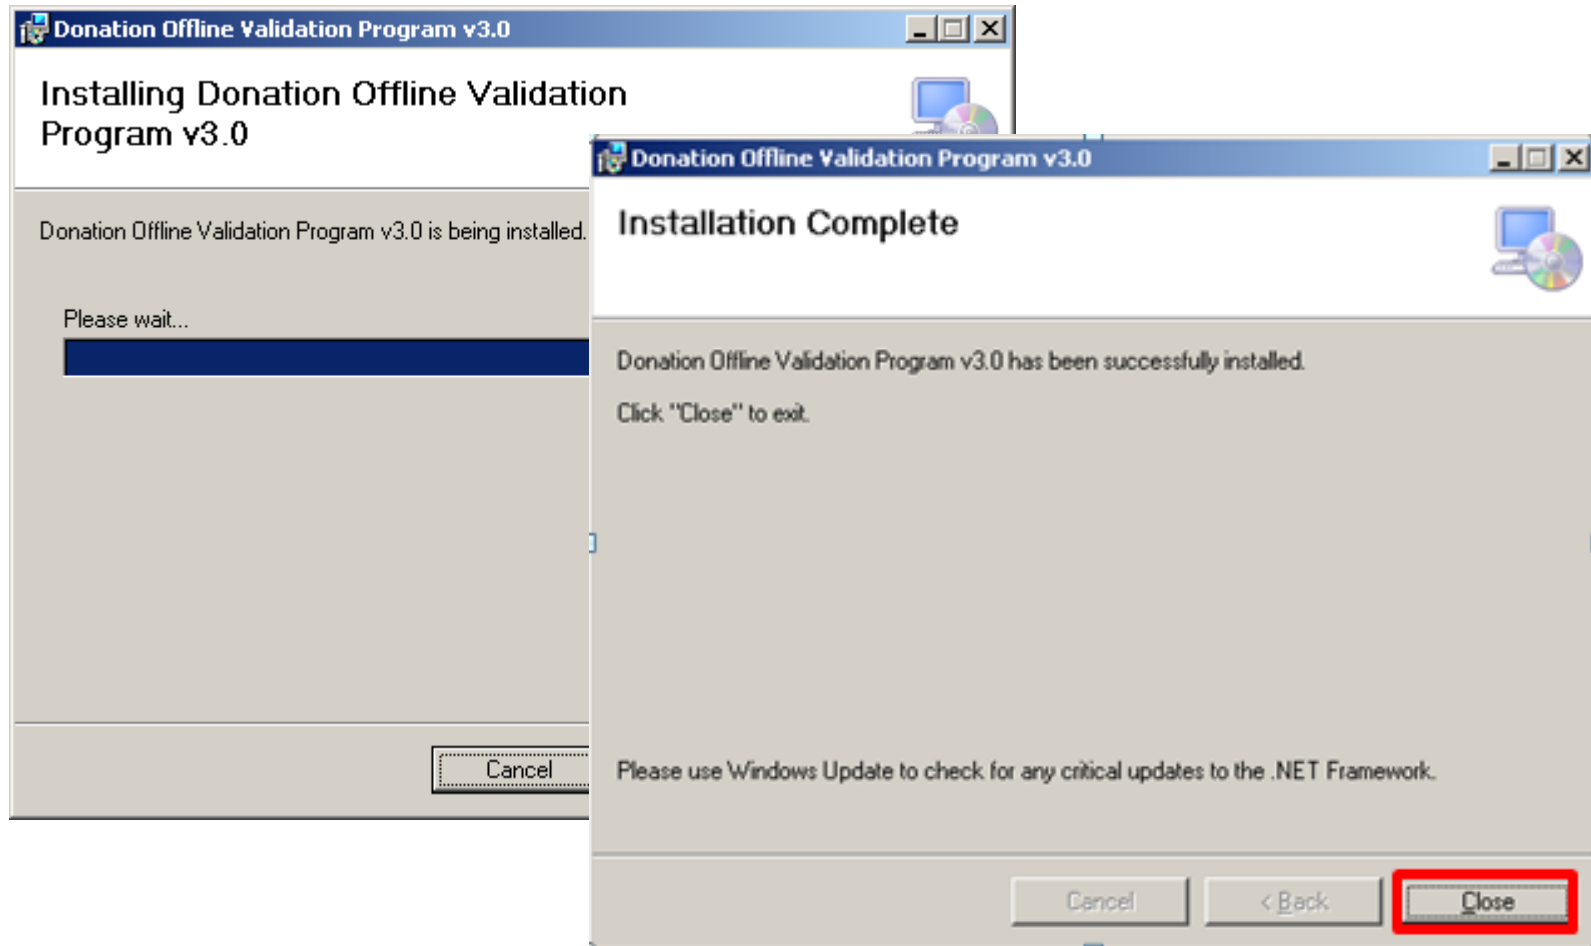 Donation Offline Validation Program v3.0
Installing Donation Offline Validation
Program v3.0
Donation Offline Validation Program v3.0 is being installed.
Please wait...
Cancel
Donation Offline Validation Program v3.0
Installation Complete
Donation Offline Validation Program v3.0 has been successfully installed.
Click "Close" to exit.
Please use Windows Update to check for any critical updates to the .NET Framework.
Cancel
< Back
Close